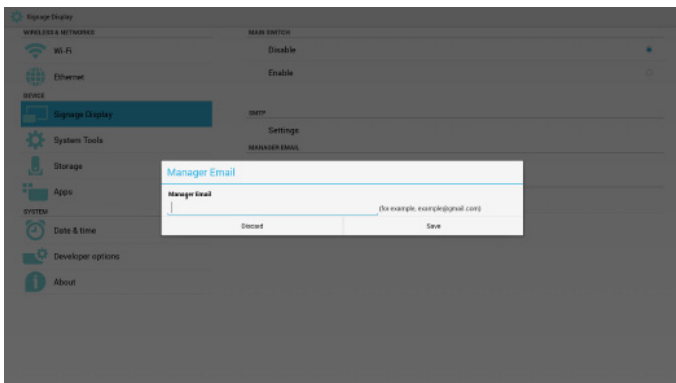 Signage Display
WIRELESS & NETWORKS
Wi-Fi
Ethernet
DEVICE
Signage Display
System Tools
Storage
Apps
SYSTEM
Date & time
Developer options
About
MAIN SWITCH
Disable
Enable
SMTP
Settings
MANAGER EMAIL
Manager Email
Manager Email
(for example, example@gmail.com)
Discard
Save